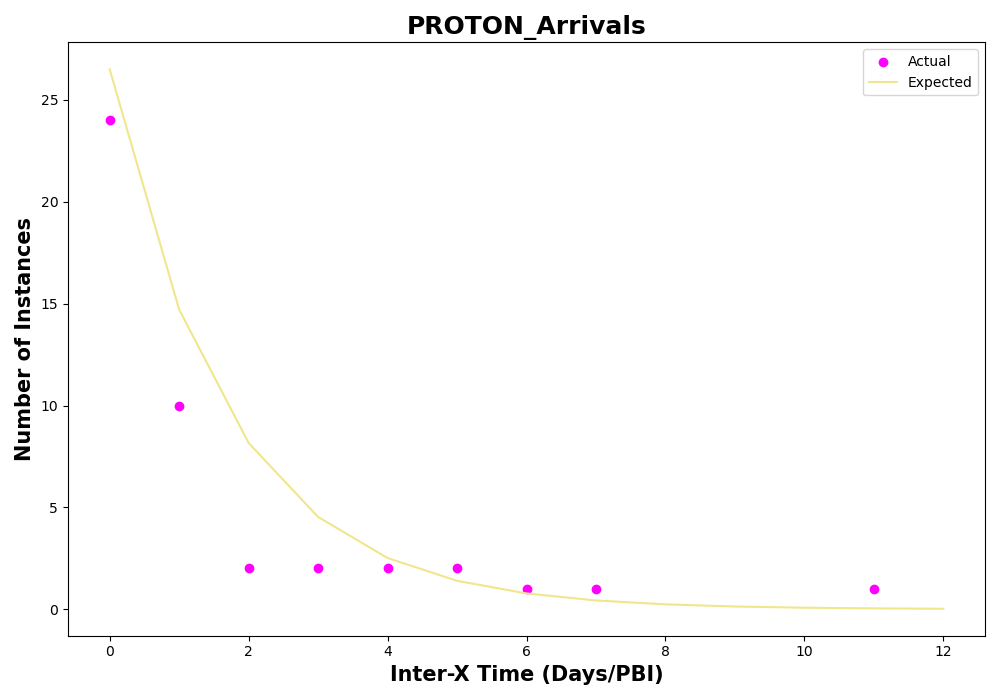 PROTON_Arrivals
Actual
Expected
25
20
15
10
5
0
Number of Instances
0 2 4 6 8 10 12
Inter-X Time (Days/PBI)